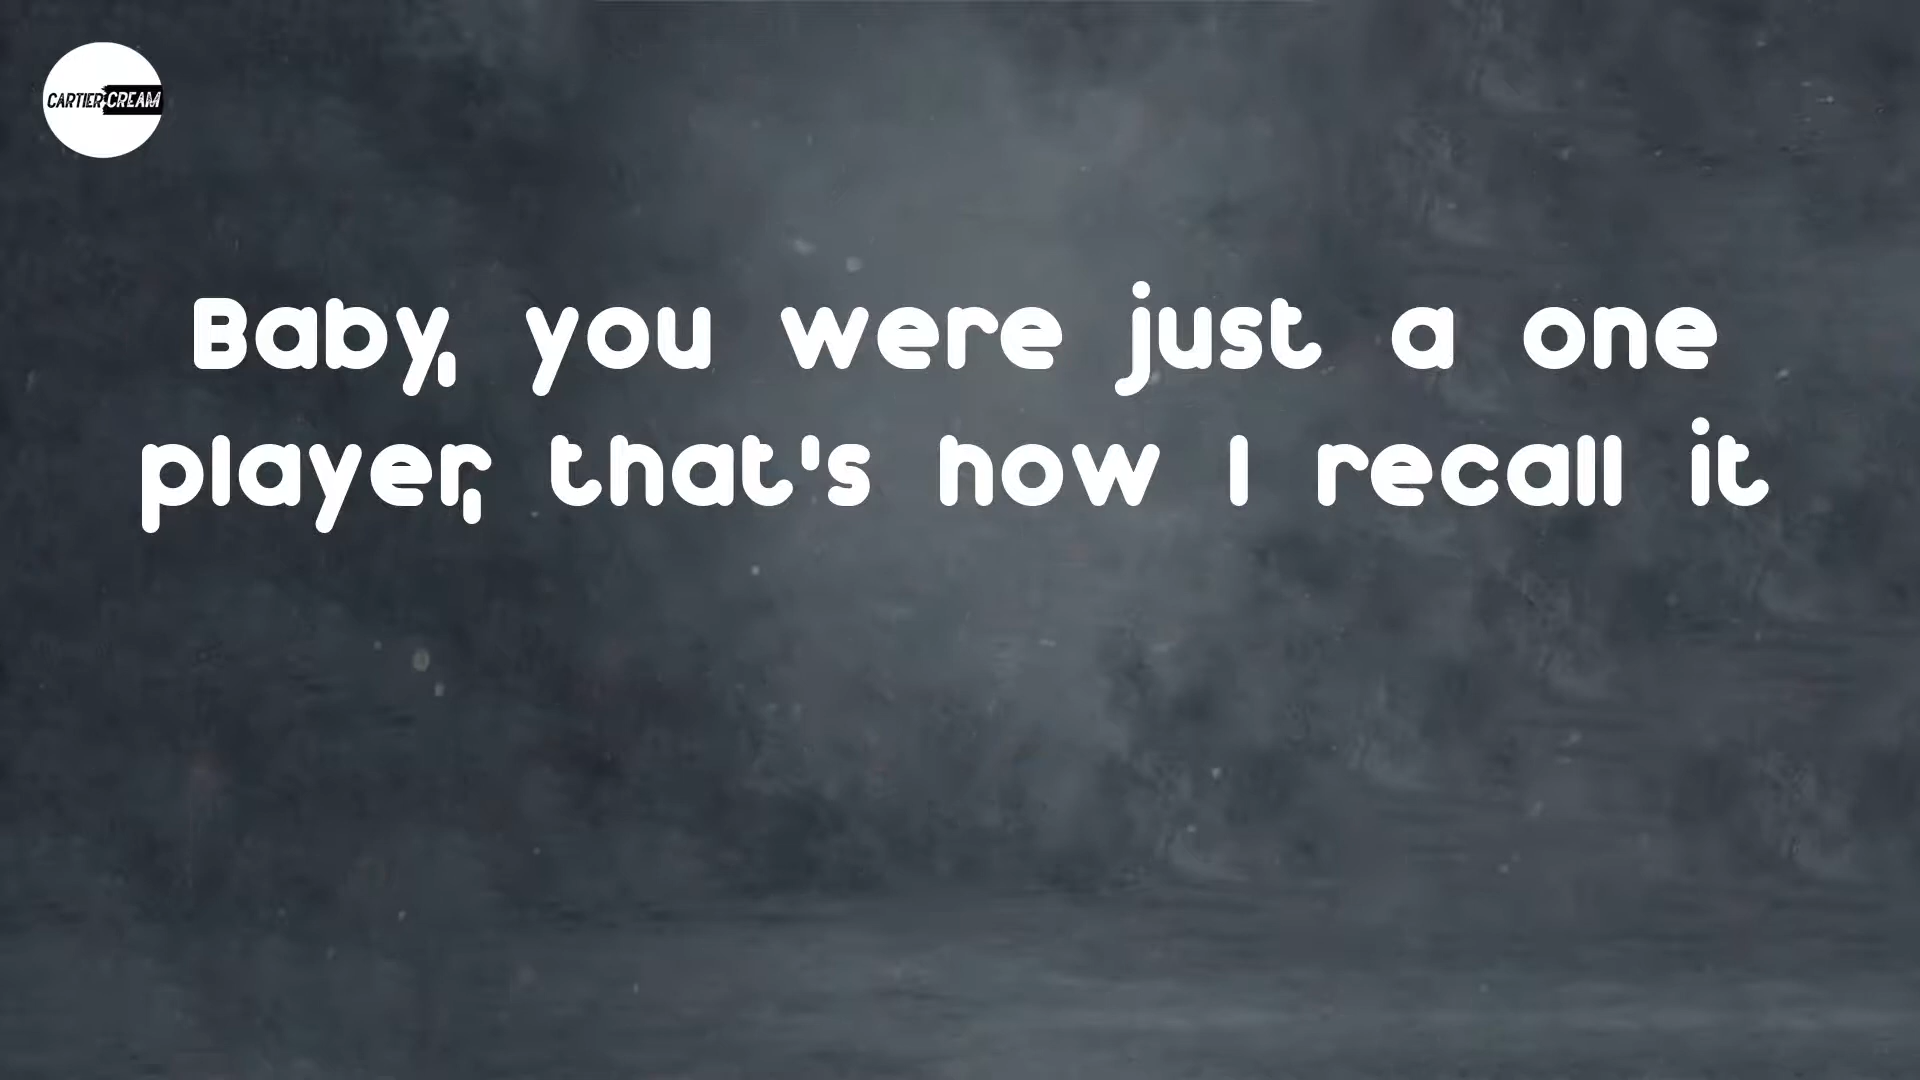 CARTIER CREAM
Baby, you were just a one
player, that's how I recall it